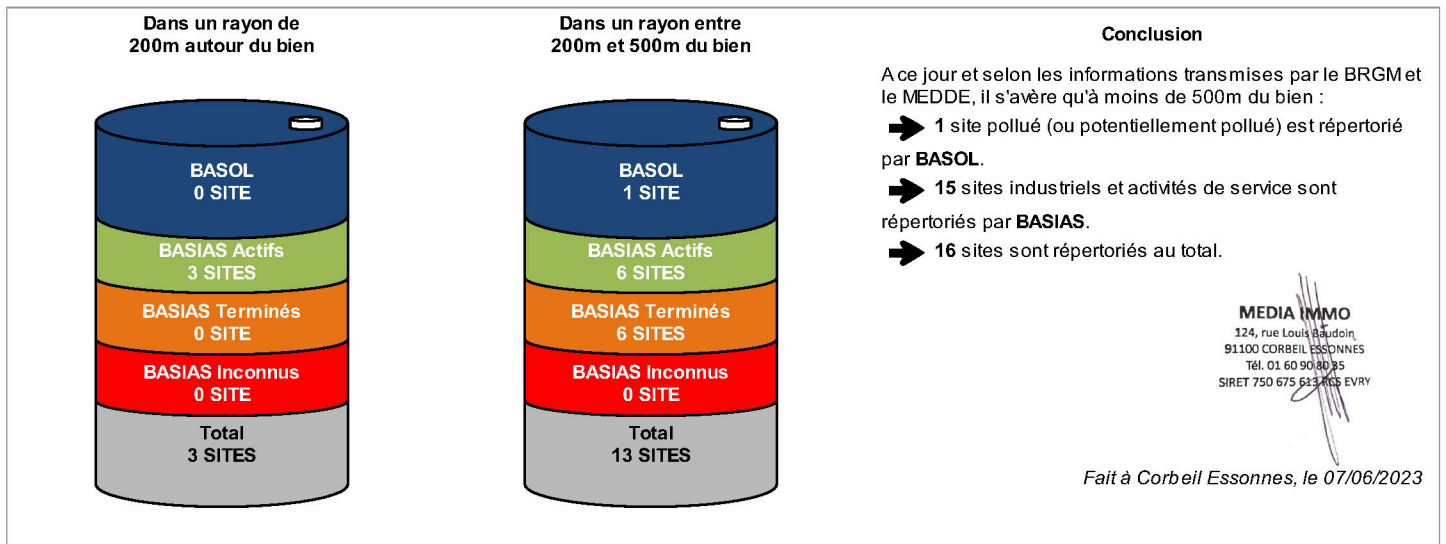 Dans un rayon de
200m autour du bien
BASOL
0 SITE
BASIAS Actifs
3 SITES
BASIAS Terminés
0 SITE
BASIAS Inconnus
0 SITE
Total
3 SITES
Dans un rayon entre
200m et 500m du bien
BASOL
1 SITE
BASIAS Actifs
6 SITES
BASIAS Terminés
6 SITES
BASIAS Inconnus
0 SITE
Total
13 SITES
Conclusion
A ce jour et selon les informations transmises par le BRGM et
le MEDDE, il s'avère qu'à moins de 500m du bien :
1 site pollué (ou potentiellement pollué) est répertorié
par BASOL.
15 sites industriels et activités de service sont
répertoriés par BASIAS.
16 sites sont répertoriés au total.
MEDIA IMMO
124, rue Louis Baudoin
91100 CORBEIL ESSONNES
Tél. 01 60 90 80 85
SIRET 750 675 613 RCS EVRY
Fait à Corbeil Essonnes, le 07/06/2023